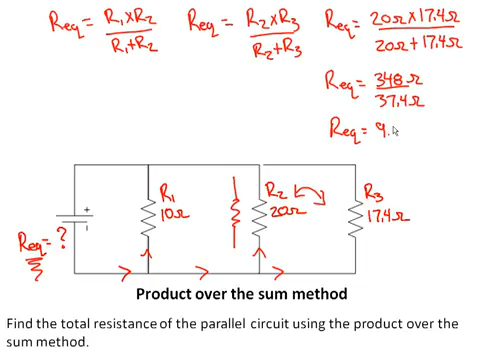 Req = R₁×R₂ / R₁+R₂
Req = R₂×R₃ / R₂+R₃
Req = 20Ω×17.4Ω / 20Ω+17.4Ω
Req = 348Ω / 37.4Ω
Req = 9.
+
-
Req = ?
R₁
10Ω
R₂
20Ω
R₃
17.4Ω
Product over the sum method
Find the total resistance of the parallel circuit using the product over the
sum method.